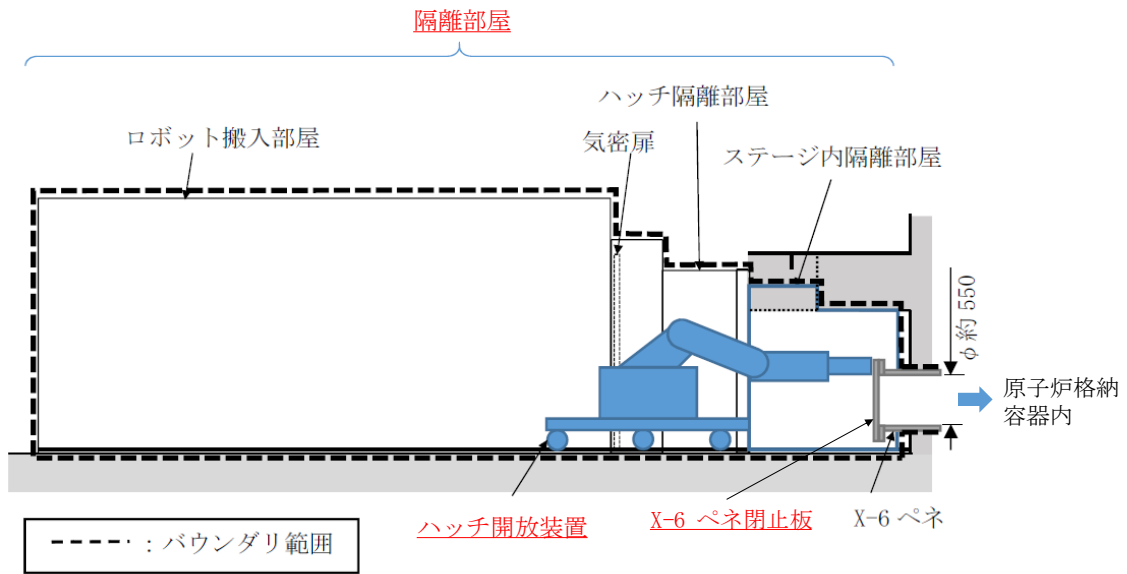 隔離部屋
ハッチ隔離部屋
ロボット搬入部屋
気密扉
ステージ内隔離部屋
φ約550
原子炉格納
容器内
ハッチ開放装置
X-6 ペネ閉止板
X-6 ペネ
：バウンダリ範囲